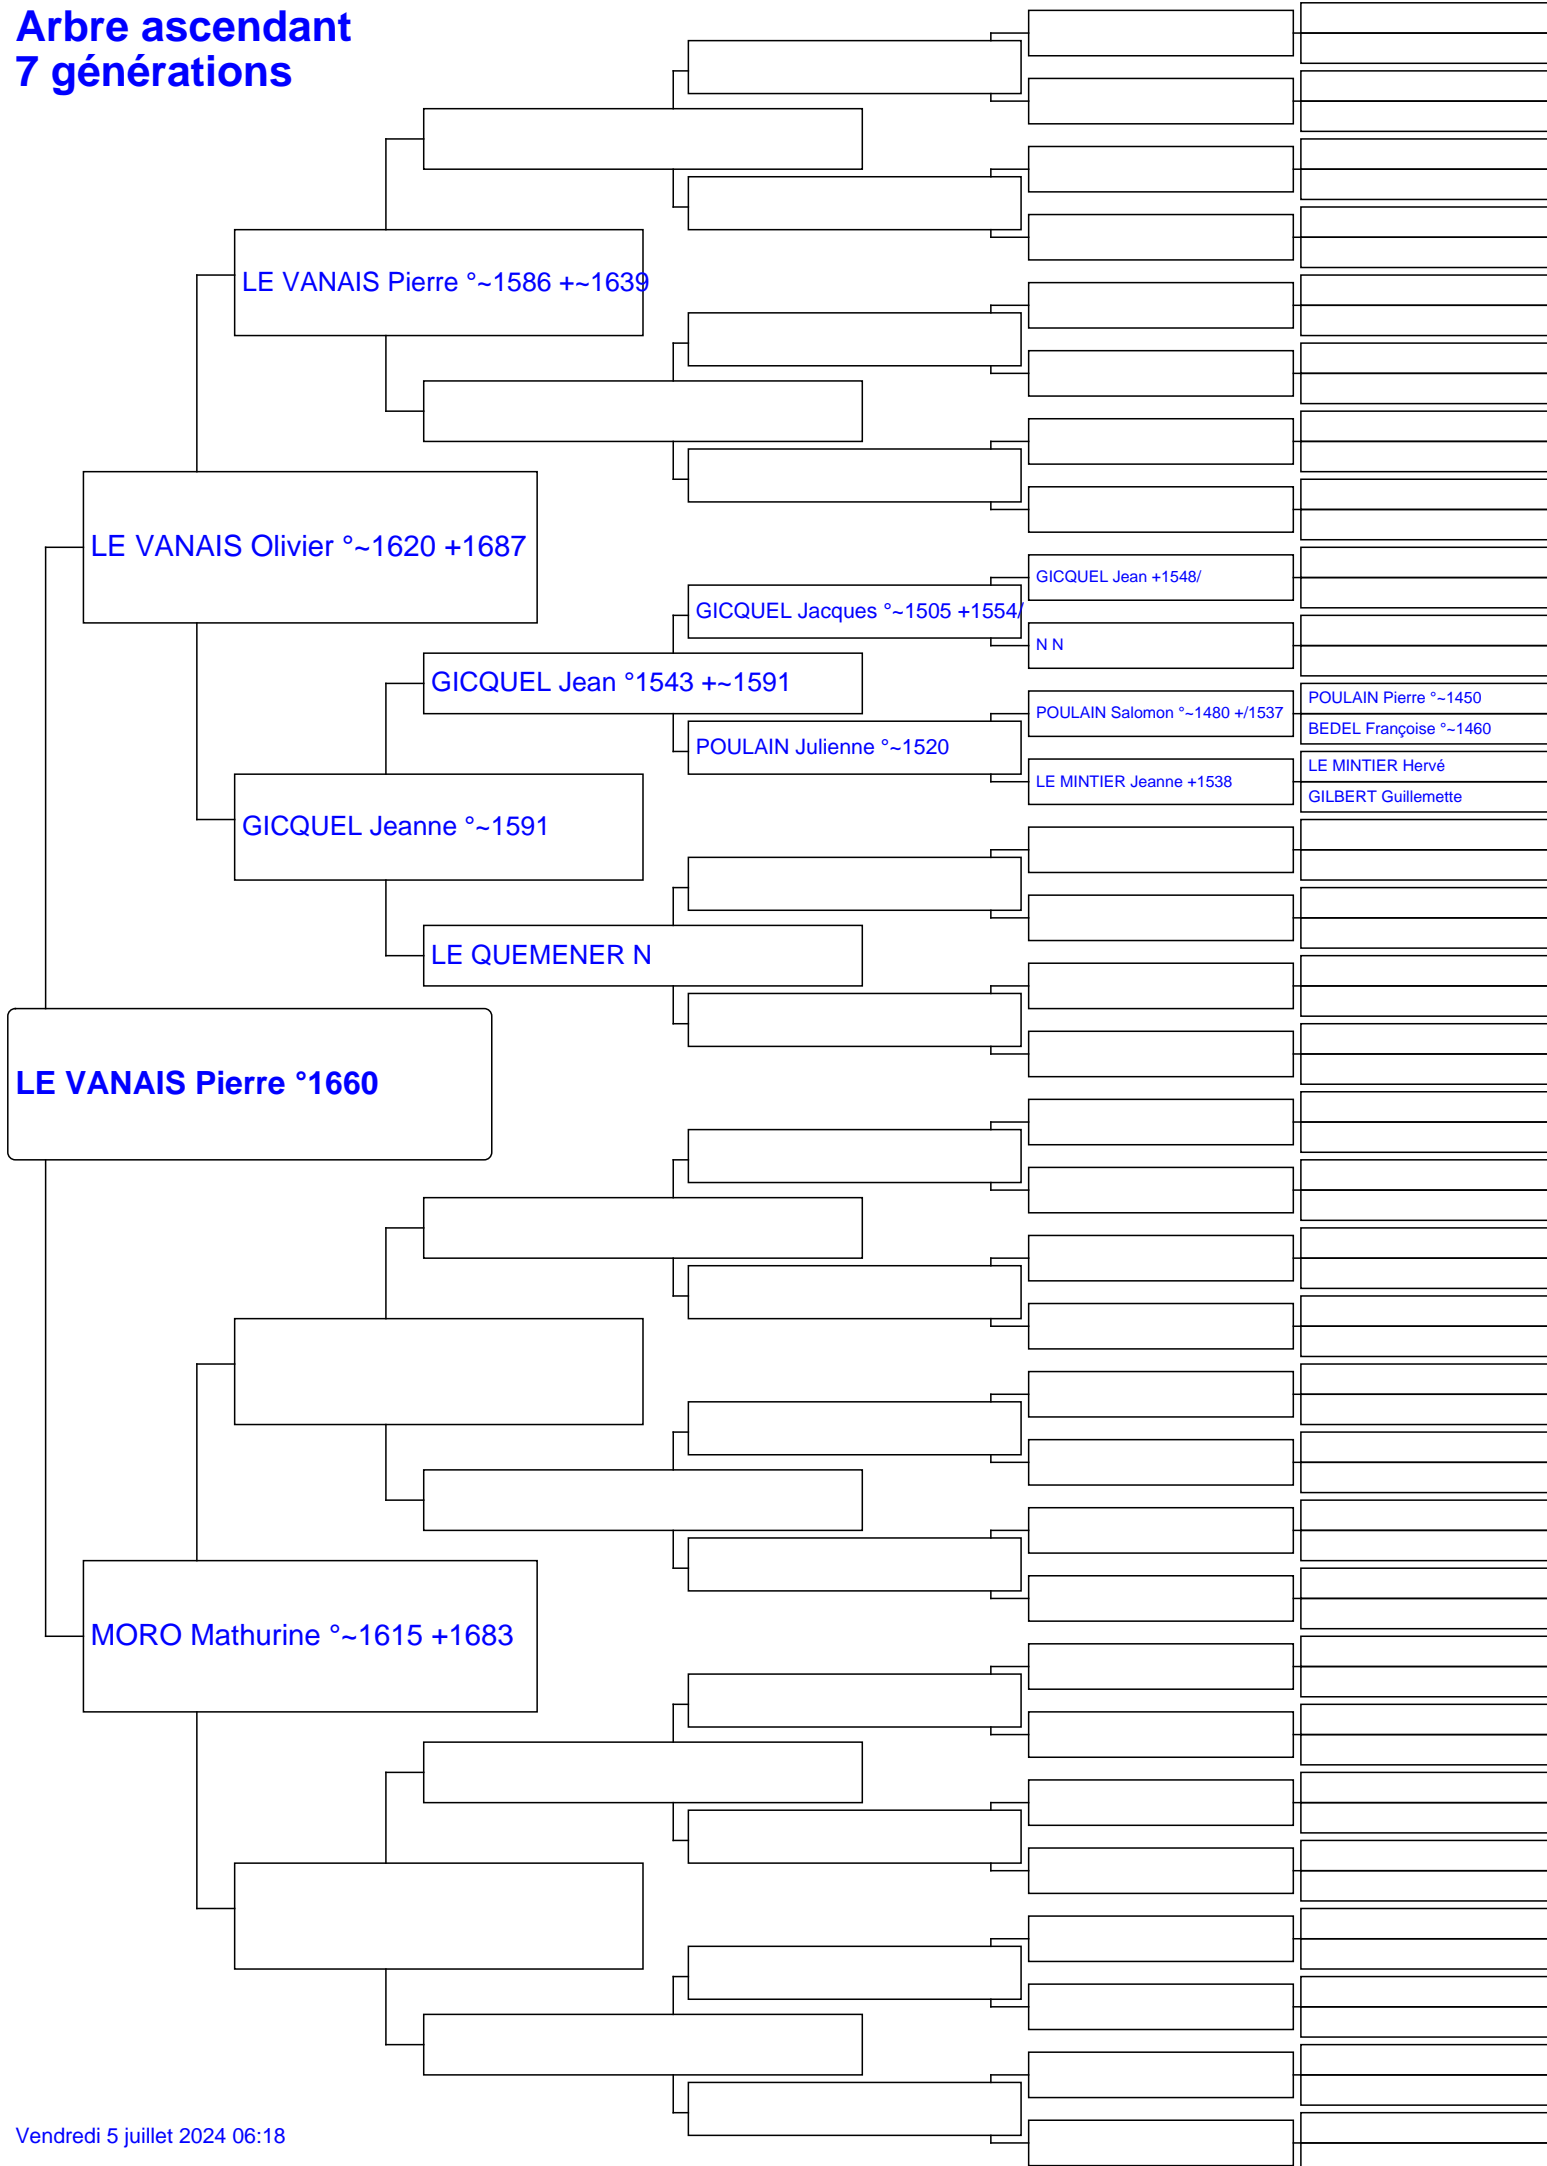 Arbre ascendant
7 générations
LE VANAIS Pierre °~1586 +~1639
LE VANAIS Olivier °~1620 +1687
GICQUEL Jean +1548/
GICQUEL Jacques °~1505 +1554/
N N
GICQUEL Jean °1543 +~1591
POULAIN Pierre °~1450
POULAIN Salomon °~1480 +/1537
BEDEL Françoise °~1460
POULAIN Julienne °~1520
LE MINTIER Hervé
LE MINTIER Jeanne +1538
GILBERT Guillemette
GICQUEL Jeanne °~1591
LE QUEMENER N
LE VANAIS Pierre °1660
MORO Mathurine °~1615 +1683
Vendredi 5 juillet 2024 06:18